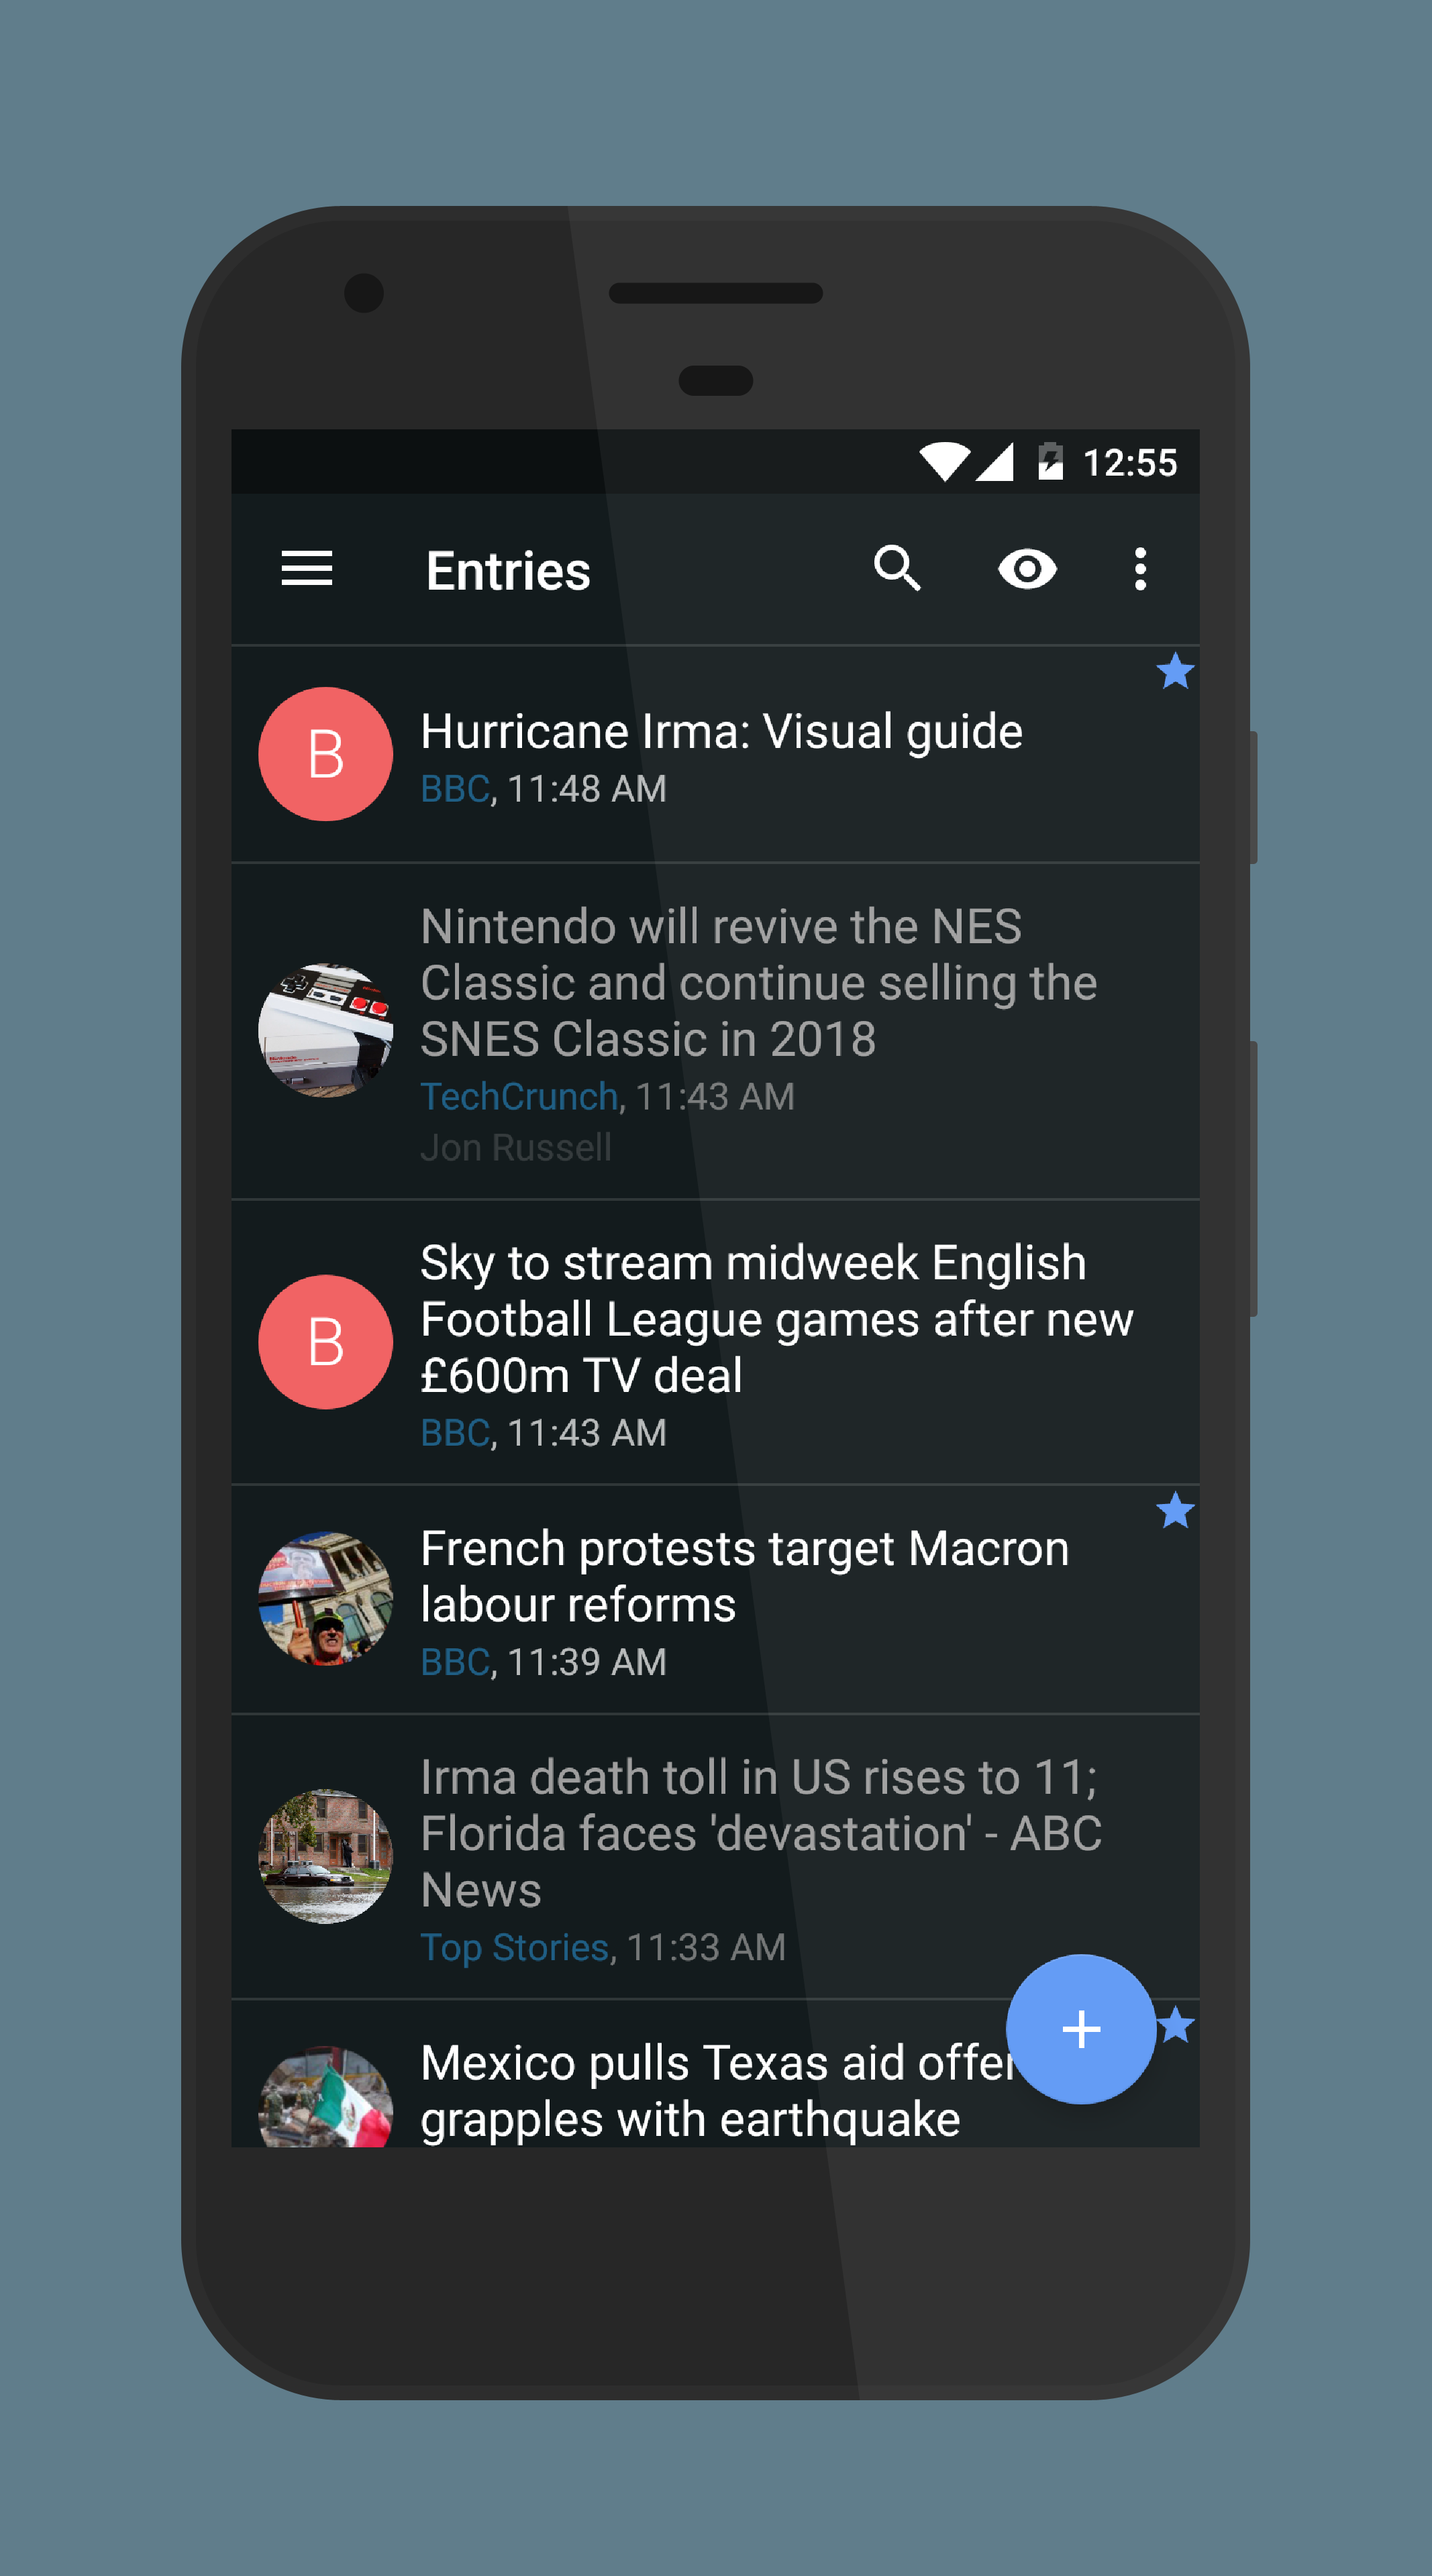 12:55
Entries
B
Hurricane Irma: Visual guide
BBC, 11:48 AM
Nintendo will revive the NES
Classic and continue selling the
SNES Classic in 2018
TechCrunch, 11:43 AM
Jon Russell
B
Sky to stream midweek English
Football League games after new
£600m TV deal
BBC, 11:43 AM
French protests target Macron
labour reforms
BBC, 11:39 AM
Irma death toll in US rises to 11;
Florida faces 'devastation' - ABC
News
Top Stories, 11:33 AM
Mexico pulls Texas aid offer
grapples with earthquake